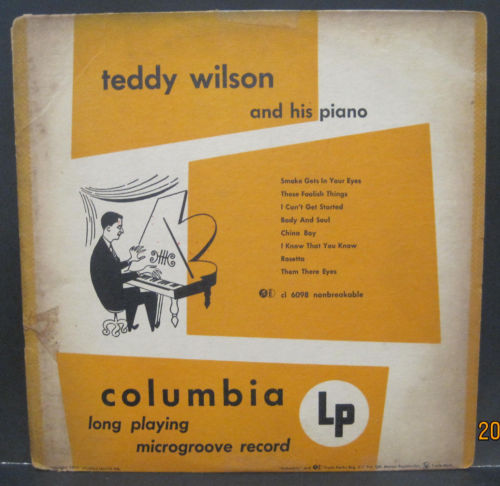 teddy wilson
and his piano
Smoke Gets In Your Eyes
These Foolish Things
I Can't Get Started
Body And Soul
China Boy
I Know That You Know
Rosetta
Them There Eyes
cl 6098 nonbreakable
columbia
Lp
long playing
microgroove record
20